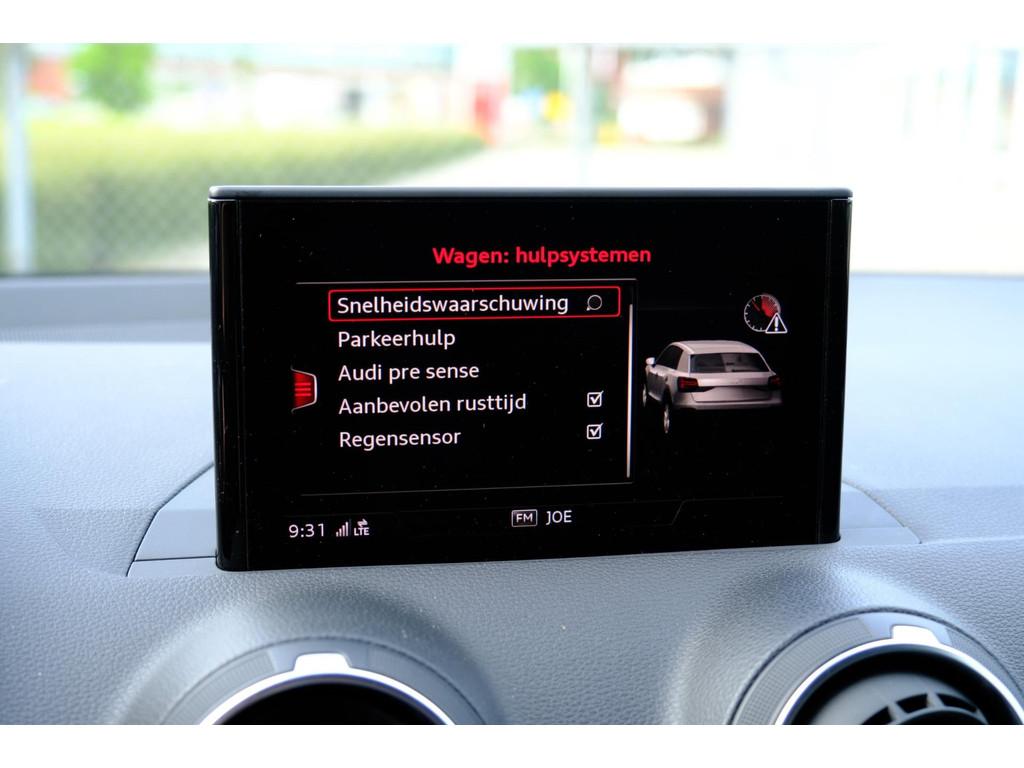 Wagen: hulpsystemen
Snelheidswaarschuwing
Parkeerhulp
Audi pre sense
Aanbevolen rusttijd
Regensensor
9:31 LTE FM JOE